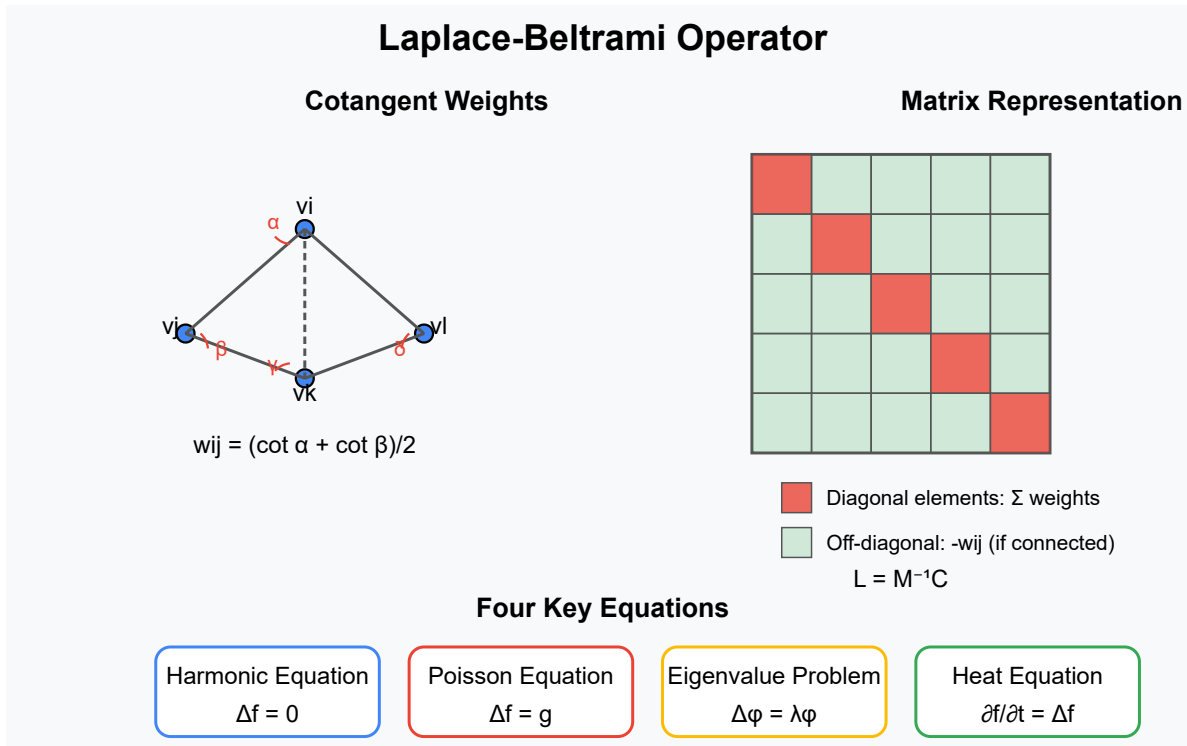 Laplace-Beltrami Operator
Cotangent Weights
Matrix Representation
vi
α
vj
vl
β
γ
δ
vk
wij = (cot α + cot β)/2
Diagonal elements: Σ weights
Off-diagonal: -wij (if connected)
L = M⁻¹C
Four Key Equations
Harmonic Equation
Δf = 0
Poisson Equation
Δf = g
Eigenvalue Problem
Δφ = λφ
Heat Equation
∂f/∂t = Δf